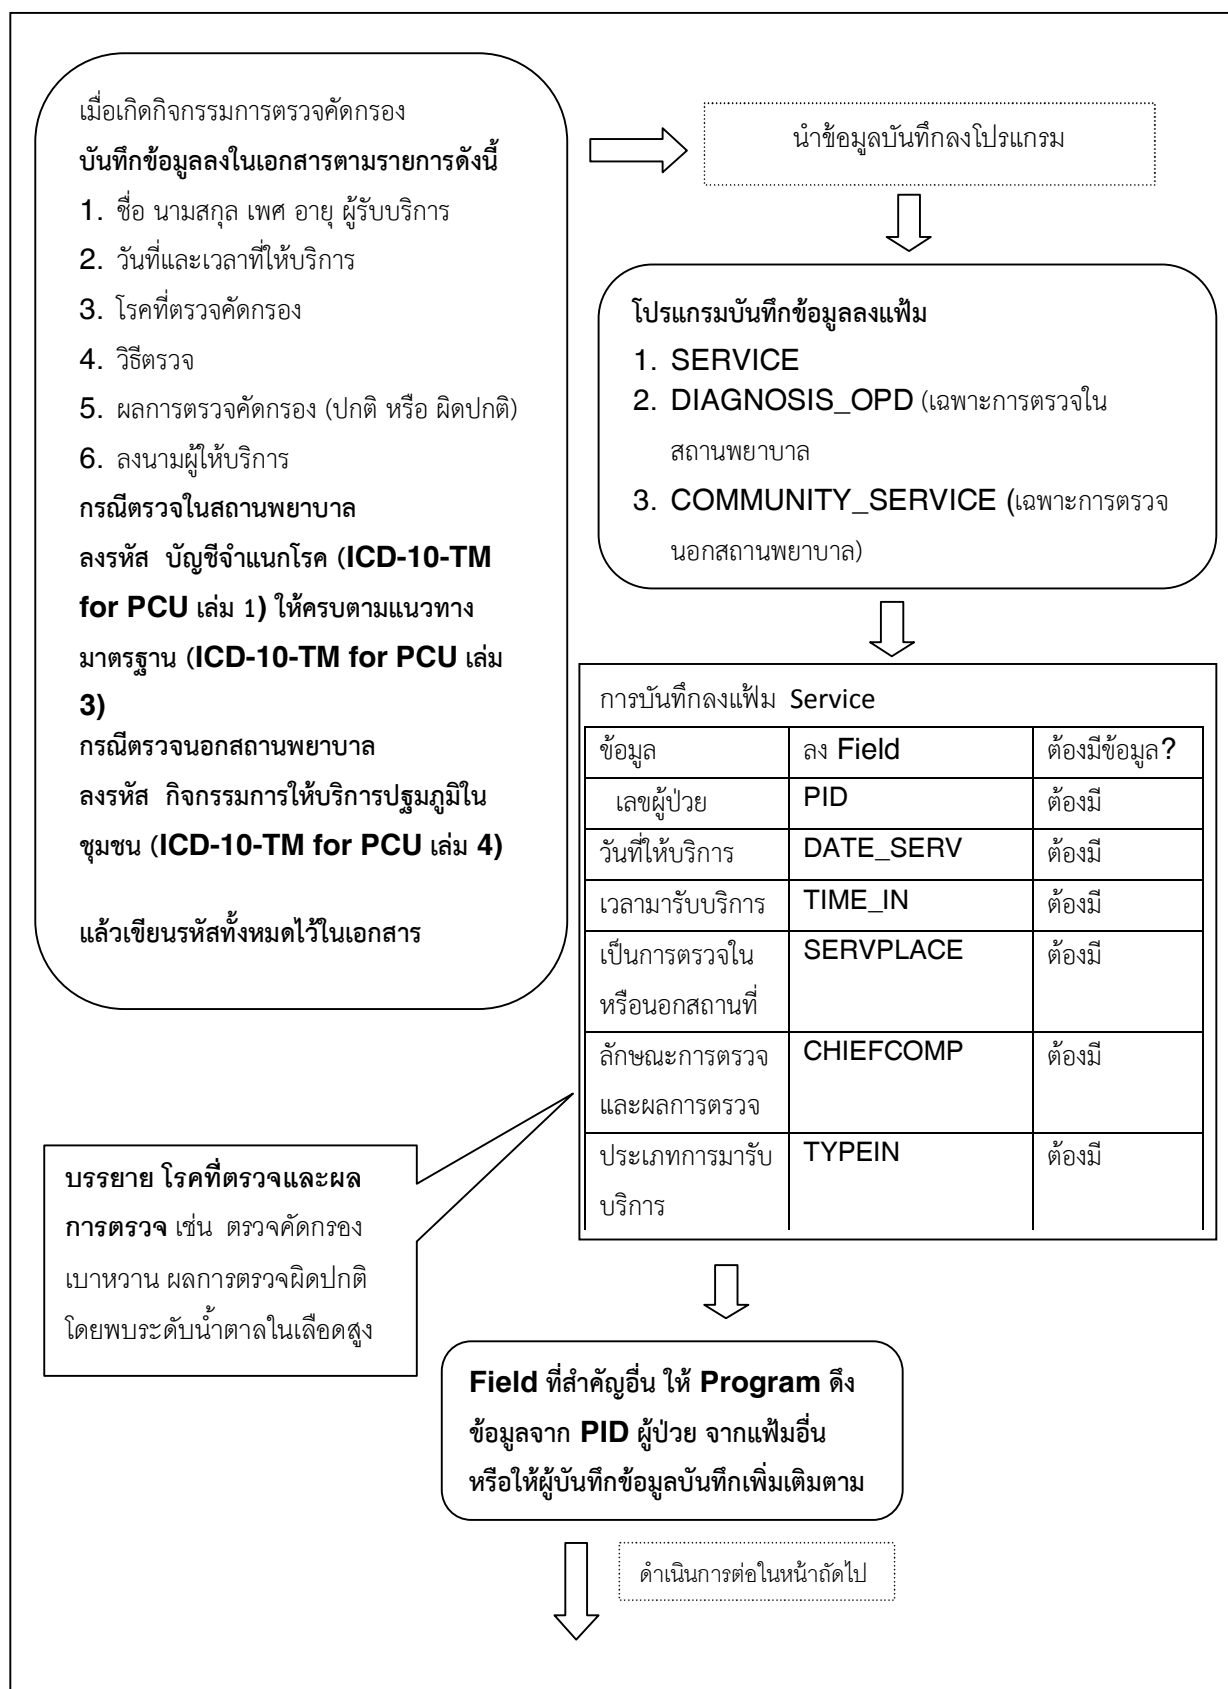 เมื่อเกิดกิจกรรมการตรวจคัดกรอง
บันทึกข้อมูลลงในเอกสารตามรายการดังนี้
1. ชื่อ นามสกุล เพศ อายุ ผู้รับบริการ
2. วันที่และเวลาที่ให้บริการ
3. โรคที่ตรวจคัดกรอง
4. วิธีตรวจ
5. ผลการตรวจคัดกรอง (ปกติ หรือ ผิดปกติ)
6. ลงนามผู้ให้บริการ
กรณีตรวจในสถานพยาบาล
ลงรหัส บัญชีจำแนกโรค (ICD-10-TM
for PCU เล่ม 1) ให้ครบตามแนวทาง
มาตรฐาน (ICD-10-TM for PCU เล่ม
3)
กรณีตรวจนอกสถานพยาบาล
ลงรหัส กิจกรรมการให้บริการปฐมภูมิใน
ชุมชน (ICD-10-TM for PCU เล่ม 4)
แล้วเขียนรหัสทั้งหมดไว้ในเอกสาร
นำข้อมูลบันทึกลงโปรแกรม
โปรแกรมบันทึกข้อมูลลงแฟ้ม
1. SERVICE
2. DIAGNOSIS_OPD (เฉพาะการตรวจใน
สถานพยาบาล
3. COMMUNITY_SERVICE (เฉพาะการตรวจ
นอกสถานพยาบาล)
การบันทึกลงแฟ้ม Service
ข้อมูล ลง Field ต้องมีข้อมูล?
เลขผู้ป่วย PID ต้องมี
วันที่ให้บริการ DATE_SERV ต้องมี
เวลามารับบริการ TIME_IN ต้องมี
เป็นการตรวจใน SERVPLACE ต้องมี
หรือนอกสถานที่
ลักษณะการตรวจ CHIEFCOMP ต้องมี
และผลการตรวจ
ประเภทการมารับ TYPEIN ต้องมี
บริการ
บรรยาย โรคที่ตรวจและผล
การตรวจ เช่น ตรวจคัดกรอง
เบาหวาน ผลการตรวจผิดปกติ
โดยพบระดับน้ำตาลในเลือดสูง
Field ที่สำคัญอื่น ให้ Program ดึง
ข้อมูลจาก PID ผู้ป่วย จากแฟ้มอื่น
หรือให้ผู้บันทึกข้อมูลบันทึกเพิ่มเติมตาม
ดำเนินการต่อในหน้าถัดไป